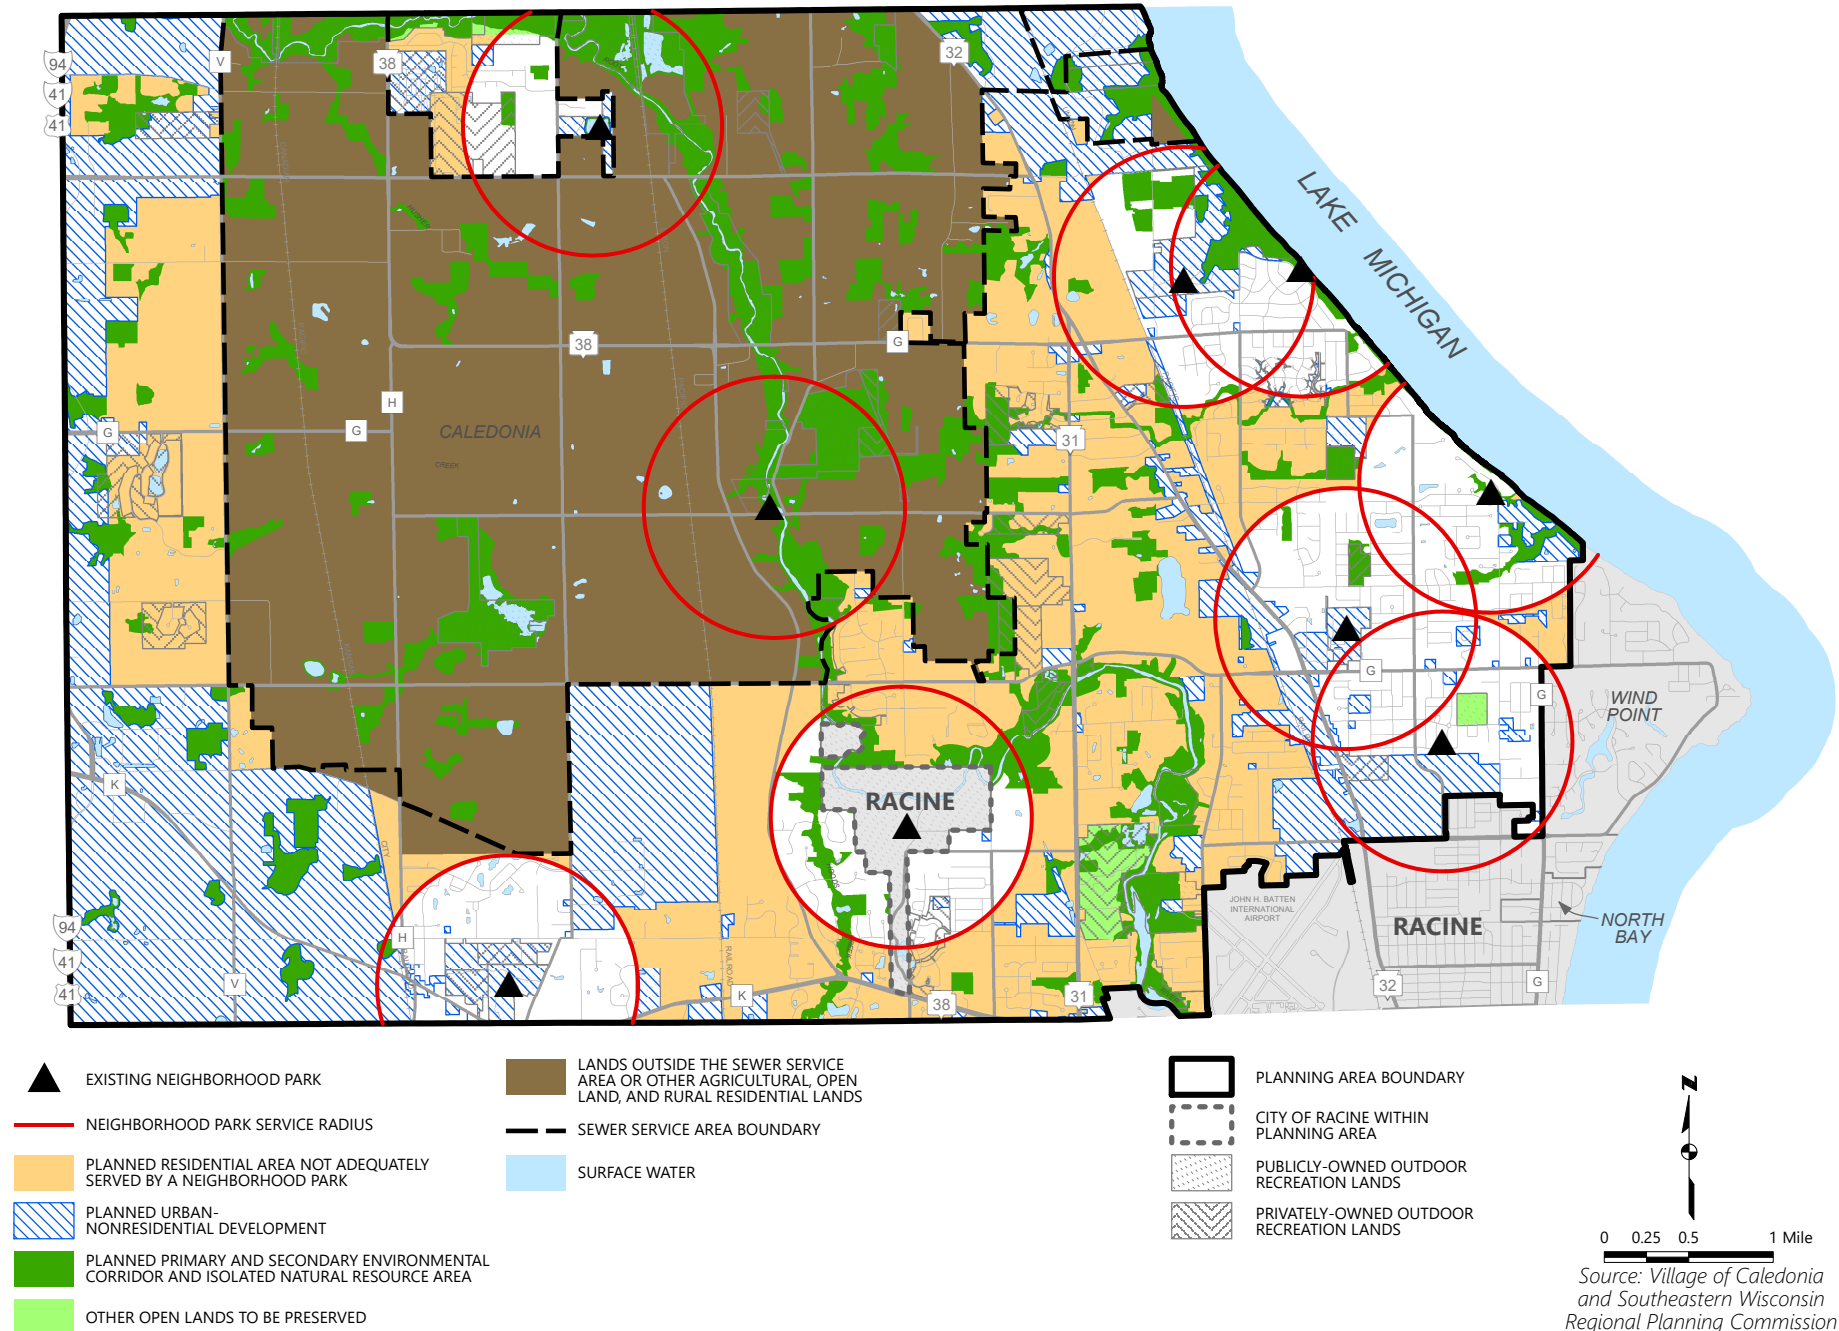 94
41
41
V
38
32
LAKE MICHIGAN
38
G
H
G
G
CALEDONIA
CREEK
31
G
G
WIND
POINT
K
RACINE
JOHN H. BATTEN
INTERNATIONAL
AIRPORT
RACINE
NORTH
BAY
94
41
41
H
V
K
RAILROAD
38
31
32
G
EXISTING NEIGHBORHOOD PARK
NEIGHBORHOOD PARK SERVICE RADIUS
PLANNED RESIDENTIAL AREA NOT ADEQUATELY
SERVED BY A NEIGHBORHOOD PARK
PLANNED URBAN-
NONRESIDENTIAL DEVELOPMENT
PLANNED PRIMARY AND SECONDARY ENVIRONMENTAL
CORRIDOR AND ISOLATED NATURAL RESOURCE AREA
OTHER OPEN LANDS TO BE PRESERVED
LANDS OUTSIDE THE SEWER SERVICE
AREA OR OTHER AGRICULTURAL, OPEN
LAND, AND RURAL RESIDENTIAL LANDS
SEWER SERVICE AREA BOUNDARY
SURFACE WATER
PLANNING AREA BOUNDARY
CITY OF RACINE WITHIN
PLANNING AREA
PUBLICLY-OWNED OUTDOOR
RECREATION LANDS
PRIVATELY-OWNED OUTDOOR
RECREATION LANDS
N
0 0.25 0.5 1 Mile
Source: Village of Caledonia
and Southeastern Wisconsin
Regional Planning Commission